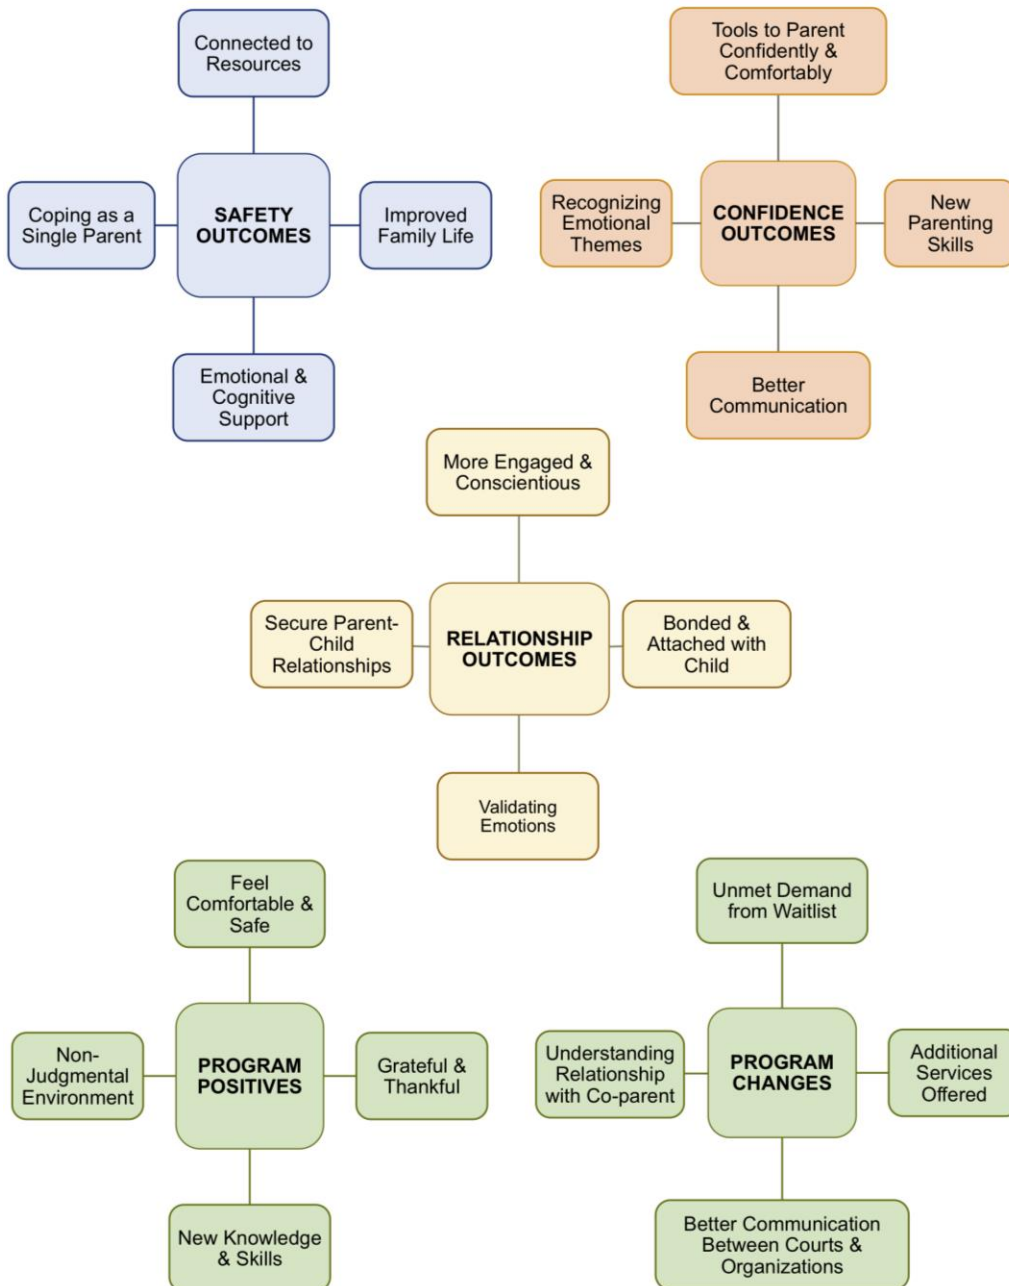 Connected to
Resources
Coping as a
Single Parent
SAFETY
OUTCOMES
Improved
Family Life
Emotional &
Cognitive
Support
Tools to Parent
Confidently &
Comfortably
Recognizing
Emotional
Themes
CONFIDENCE
OUTCOMES
New
Parenting
Skills
Better
Communication
More Engaged &
Conscientious
Secure Parent-
Child
Relationships
RELATIONSHIP
OUTCOMES
Bonded &
Attached with
Child
Validating
Emotions
Feel
Comfortable &
Safe
Non-
Judgmental
Environment
PROGRAM
POSITIVES
Grateful &
Thankful
New Knowledge
& Skills
Unmet Demand
from Waitlist
Understanding
Relationship
with Co-parent
PROGRAM
CHANGES
Additional
Services
Offered
Better Communication
Between Courts &
Organizations